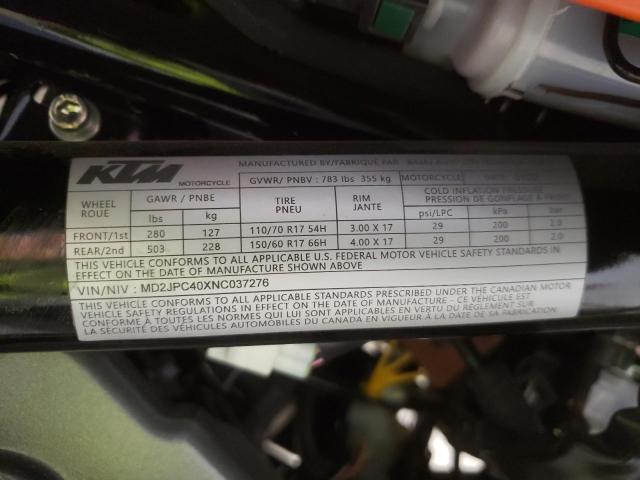 KTM
MOTORCYCLE
MANUFACTURED BY/FABRIQUE PAR
GVWR/ PNBV : 783 lbs 355 kg MOTORCYCLE
WHEEL ROUE GAWR / PNBE TIRE PNEU RIM JANTE COLD INFLATION PRESSURE PRESSION DE GONFLAGE À FROID
lbs kg psi/LPC kPa bar
FRONT/1st 280 127 110/70 R17 54H 3.00 X 17 29 200 2.0
REAR/2nd 503 228 150/60 R17 66H 4.00 X 17 29 200 2.0
THIS VEHICLE CONFORMS TO ALL APPLICABLE U.S. FEDERAL MOTOR VEHICLE SAFETY STANDARDS IN
EFFECT ON THE DATE OF MANUFACTURE SHOWN ABOVE
VIN/NIV : MD2JPC40XNC037276
THIS VEHICLE CONFORMS TO ALL APPLICABLE STANDARDS PRESCRIBED UNDER THE CANADIAN MOTOR
VEHICLE SAFETY REGULATIONS IN EFFECT ON THE DATE OF MANUFACTURE - CE VÉHICULE EST
CONFORME À TOUTES LES NORMES QUI LUI SONT APPLICABLES EN VERTU DU RÈGLEMENT SUR
LA SÉCURITÉ DES VÉHICULES AUTOMOBILES DU CANADA EN VIGUEUR À LA DATE DE SA FABRICATION